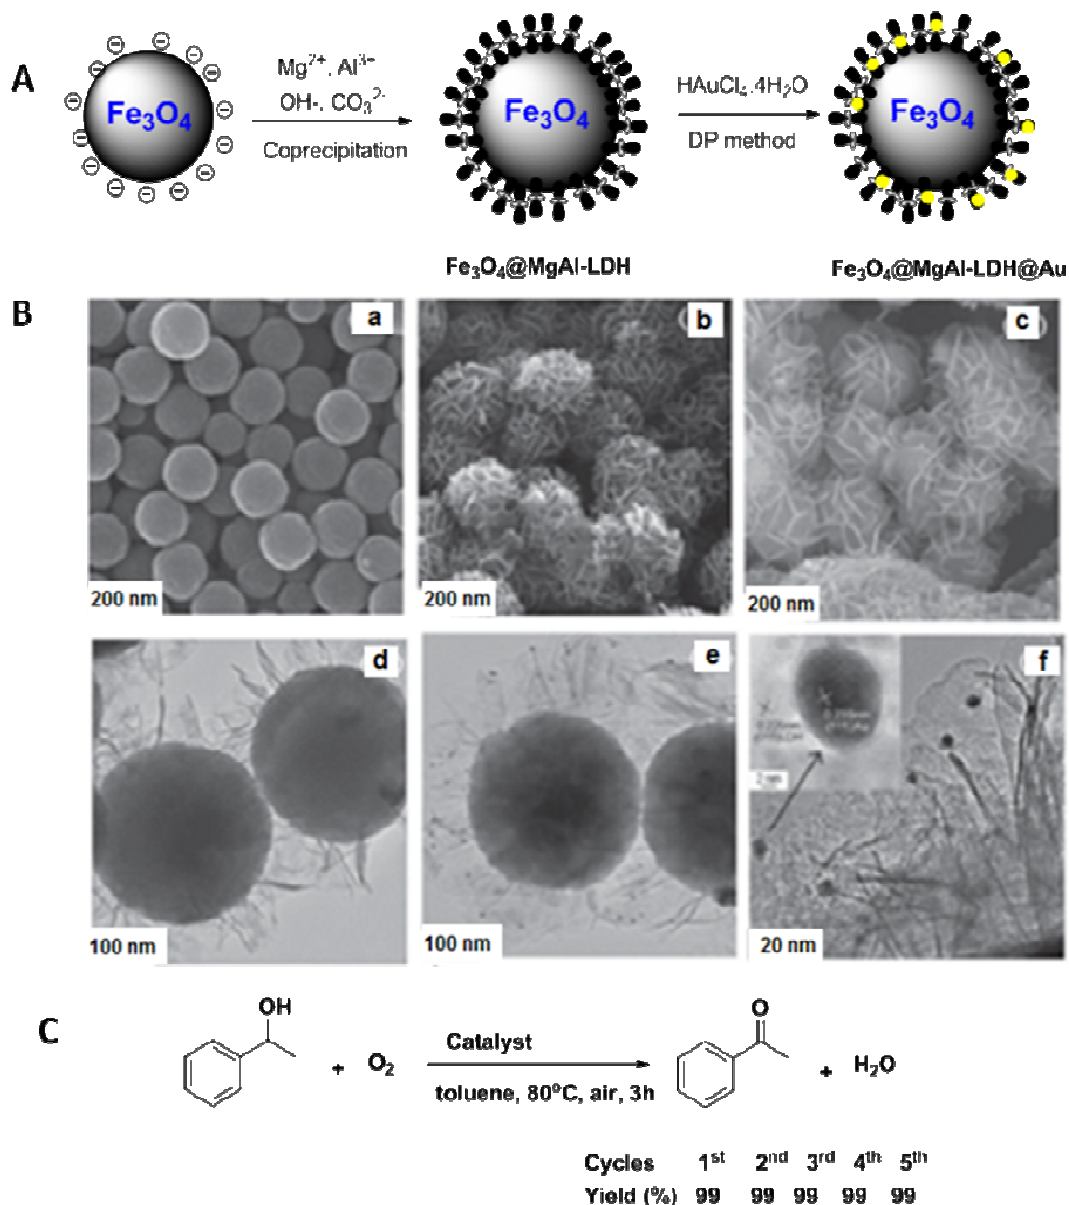 A
Fe3O4
Mg2+, Al3+
OH-, CO32-
Coprecipitation
Fe3O4
HAuCl4.4H2O
DP method
Fe3O4
Fe3O4@MgAl-LDH
Fe3O4@MgAl-LDH@Au
B
a
b
c
200 nm
200 nm
200 nm
d
e
f
2 nm
100 nm
100 nm
20 nm
C
OH
O
+ O2
Catalyst
toluene, 80°C, air, 3h
+ H2O
Cycles 1st 2nd 3rd 4th 5th
Yield (%) 99 99 99 99 99